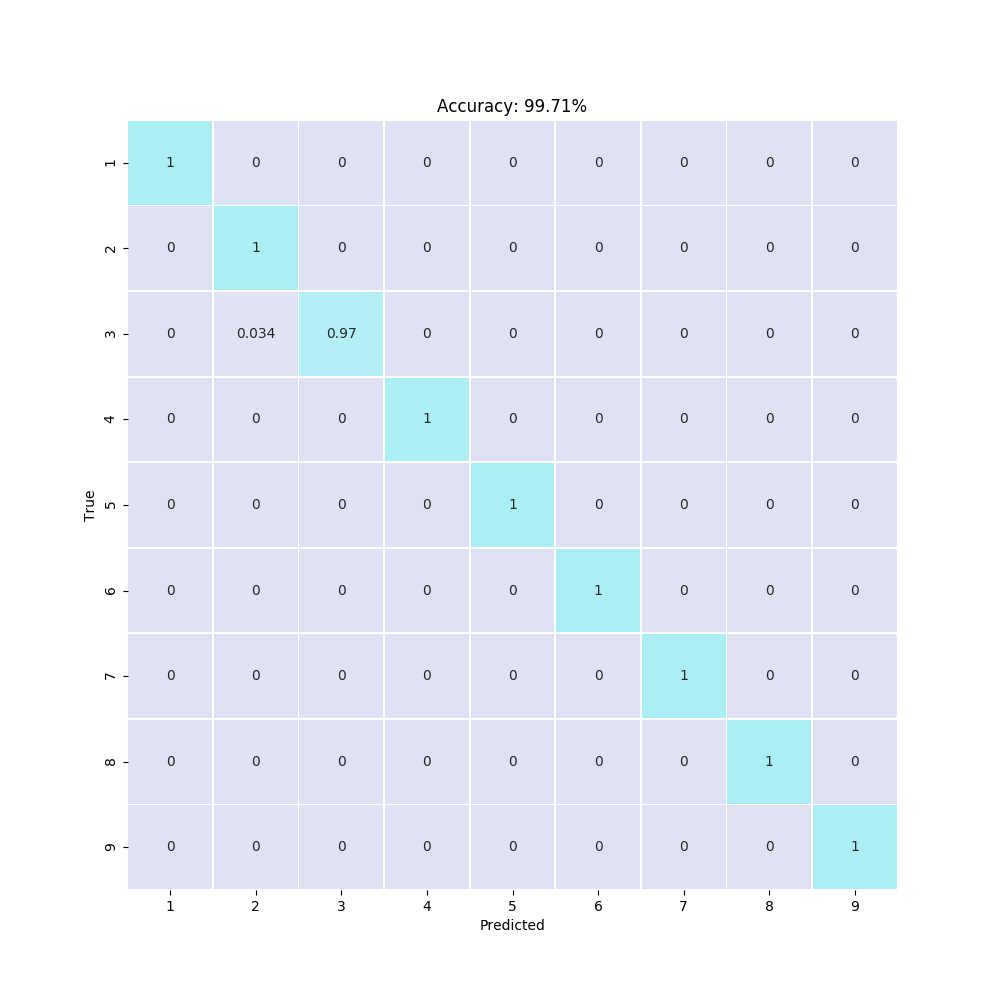 Accuracy: 99.71%
1 1 0 0 0 0 0 0 0 0
2 0 1 0 0 0 0 0 0 0
3 0 0.034 0.97 0 0 0 0 0 0
4 0 0 0 1 0 0 0 0 0
True
5 0 0 0 0 1 0 0 0 0
6 0 0 0 0 0 1 0 0 0
7 0 0 0 0 0 0 1 0 0
8 0 0 0 0 0 0 0 1 0
9 0 0 0 0 0 0 0 0 1
1 2 3 4 5 6 7 8 9
Predicted